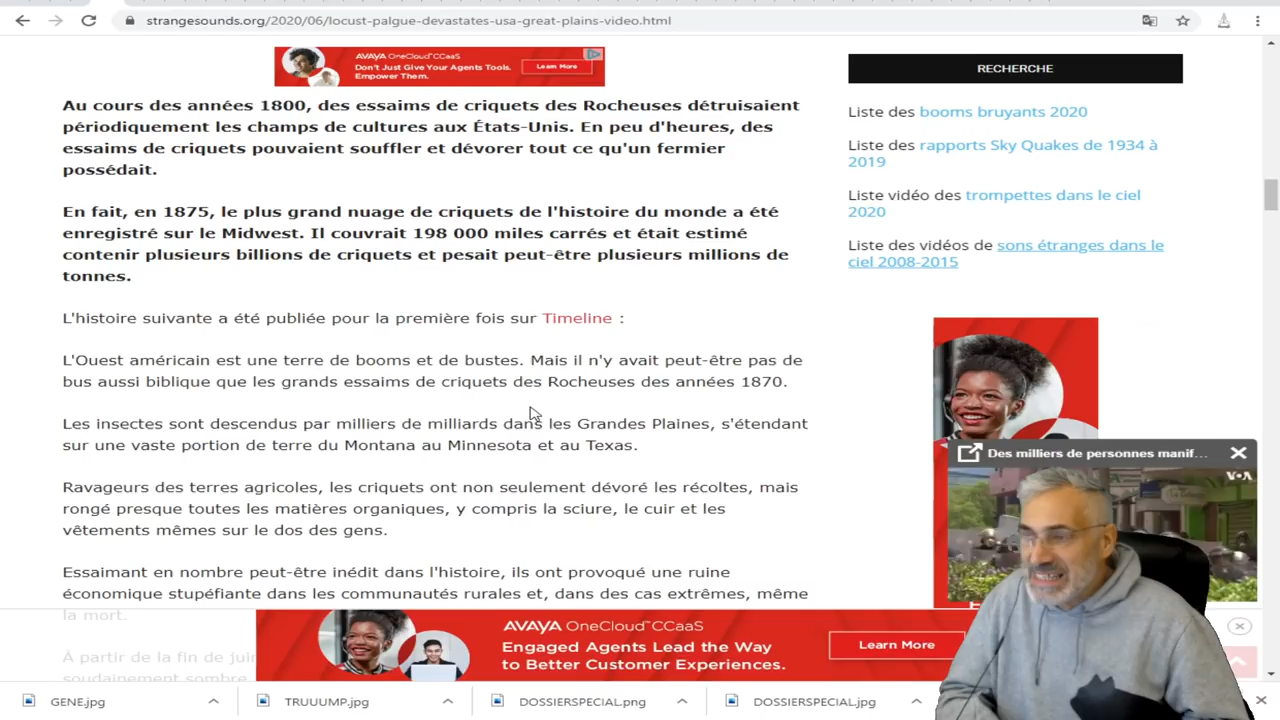 strangesounds.org/2020/06/locust-palgue-devastates-usa-great-plains-video.html
AVAYA OneCloud™CCaaS
Don't Just Give Your Agents Tools.
Empower Them.
Learn More
Au cours des années 1800, des essaims de criquets des Rocheuses détruisaient
périodiquement les champs de cultures aux États-Unis. En peu d'heures, des
essaims de criquets pouvaient souffler et dévorer tout ce qu'un fermier
possédait.
En fait, en 1875, le plus grand nuage de criquets de l'histoire du monde a été
enregistré sur le Midwest. Il couvrait 198 000 miles carrés et était estimé
contenir plusieurs billions de criquets et pesait peut-être plusieurs millions de
tonnes.
L'histoire suivante a été publiée pour la première fois sur Timeline :
L'Ouest américain est une terre de booms et de bustes. Mais il n'y avait peut-être pas de
bus aussi biblique que les grands essaims de criquets des Rocheuses des années 1870.
Les insectes sont descendus par milliers de milliards dans les Grandes Plaines, s'étendant
sur une vaste portion de terre du Montana au Minnesota et au Texas.
Ravageurs des terres agricoles, les criquets ont non seulement dévoré les récoltes, mais
rongé presque toutes les matières organiques, y compris la sciure, le cuir et les
vêtements mêmes sur le dos des gens.
Essaimant en nombre peut-être inédit dans l'histoire, ils ont provoqué une ruine
économique stupéfiante dans les communautés rurales et, dans des cas extrêmes, même
la mort.
À partir de la fin de juin
soudainement sombre
RECHERCHE
Liste des booms bruyants 2020
Liste des rapports Sky Quakes de 1934 à
2019
Liste vidéo des trompettes dans le ciel
2020
Liste des vidéos de sons étranges dans le
ciel 2008-2015
Des milliers de personnes manif...
VOA
AVAYA OneCloud™CCaaS
Engaged Agents Lead the Way
to Better Customer Experiences.
Learn More
GENE.jpg
TRUUUMP.jpg
DOSSIERSPECIAL.png
DOSSIERSPECIAL.jpg